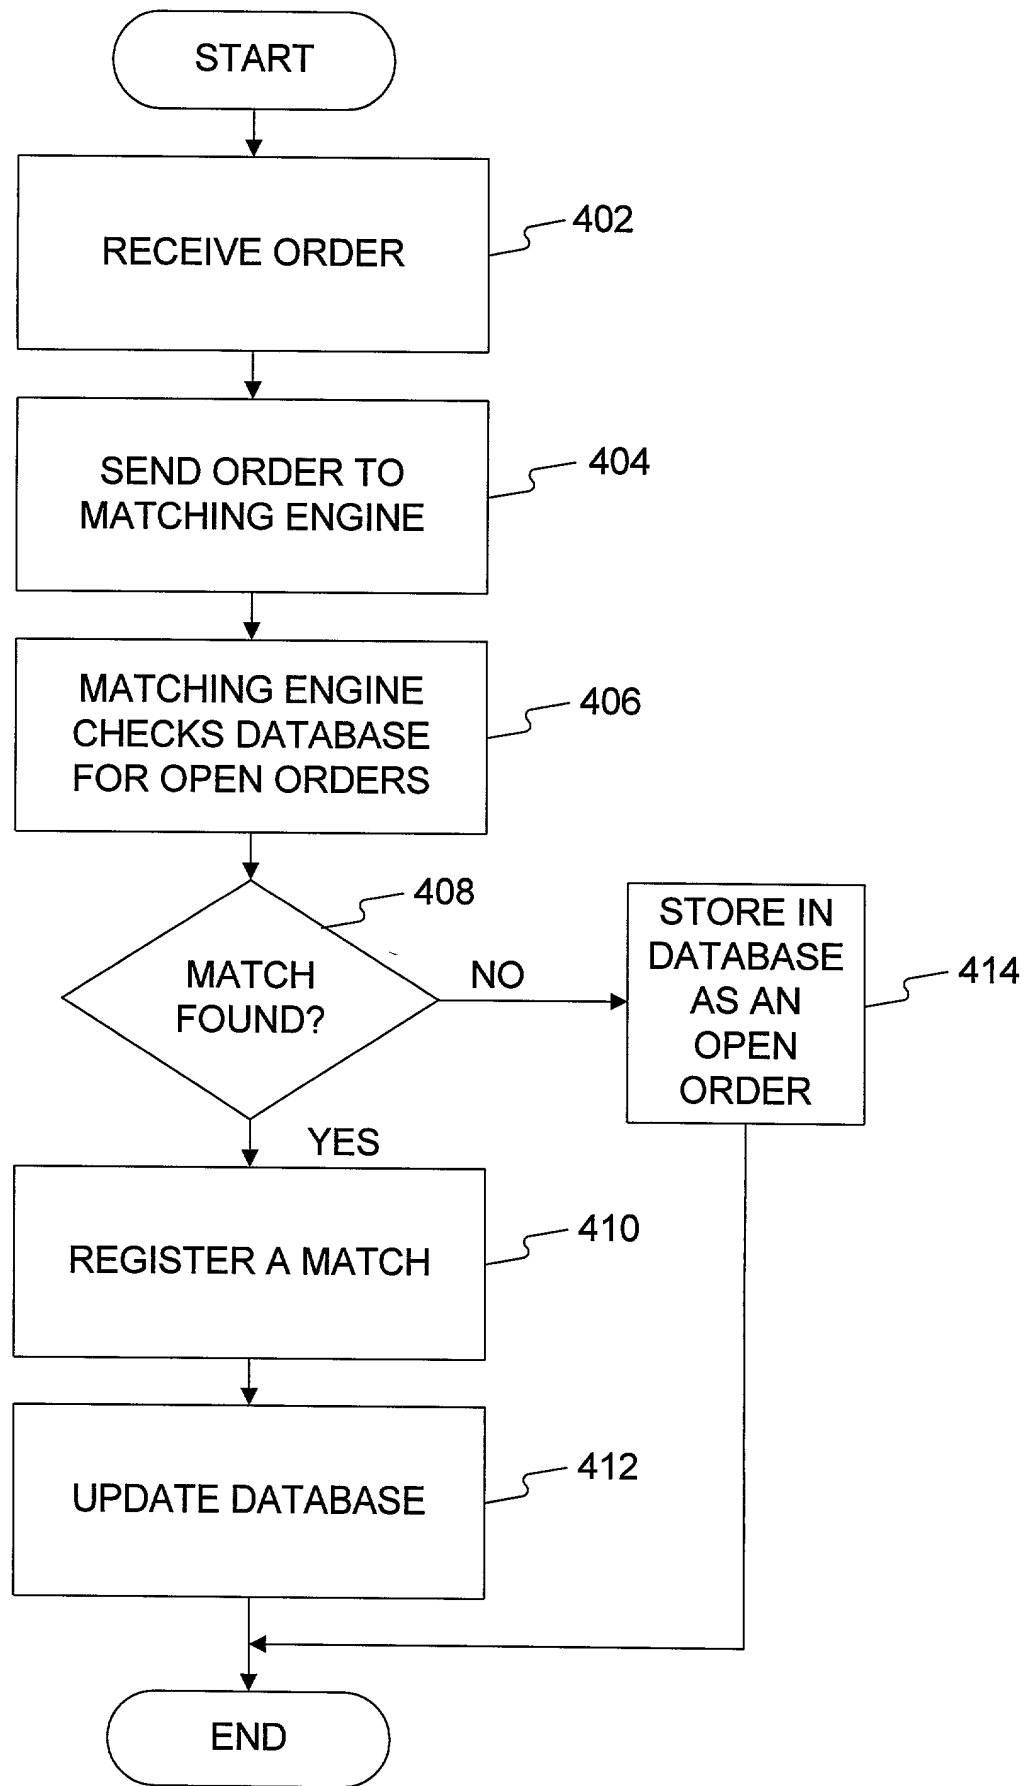 START
RECEIVE ORDER
402
SEND ORDER TO
MATCHING ENGINE
404
MATCHING ENGINE
CHECKS DATABASE
FOR OPEN ORDERS
406
MATCH
FOUND?
408
NO
STORE IN
DATABASE
AS AN
OPEN
ORDER
414
YES
REGISTER A MATCH
410
UPDATE DATABASE
412
END